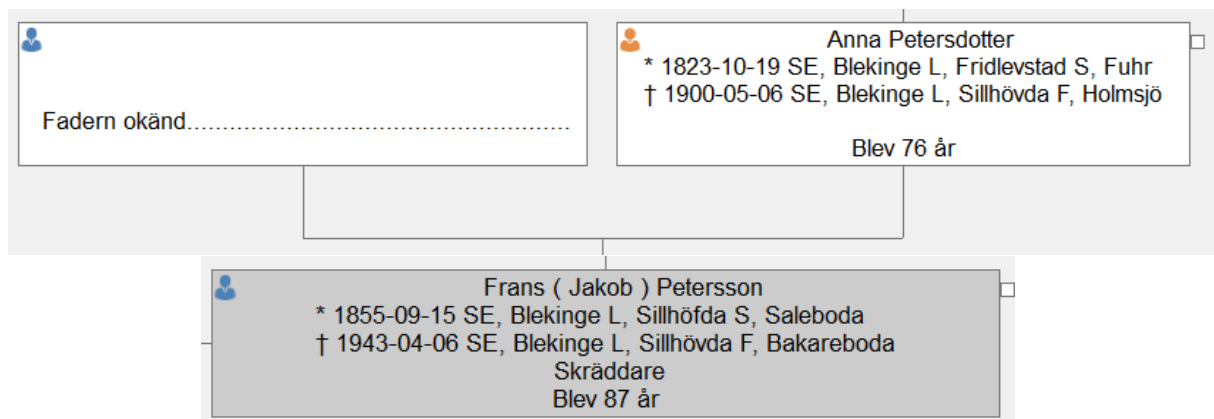 Fadern okänd.....................................................
Anna Petersdotter
* 1823-10-19 SE, Blekinge L, Fridlevstad S, Fuhr
† 1900-05-06 SE, Blekinge L, Sillhövda F, Holmsjö
Blev 76 år
Frans ( Jakob ) Petersson
* 1855-09-15 SE, Blekinge L, Sillhöfda S, Saleboda
† 1943-04-06 SE, Blekinge L, Sillhövda F, Bakareboda
Skräddare
Blev 87 år